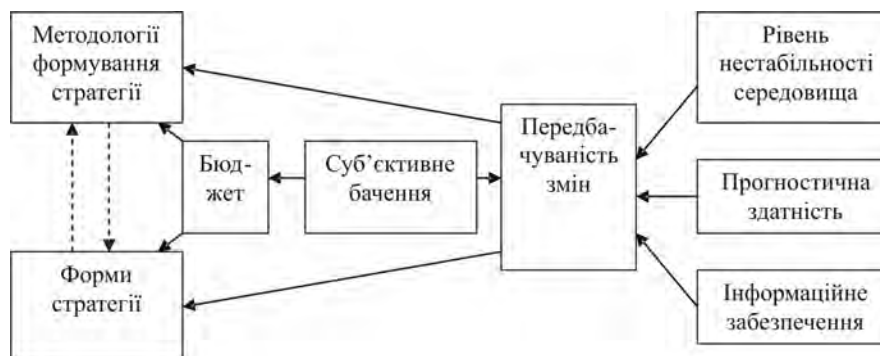 Методології
формування
стратегії
Бюд-
жет
Форми
стратегії
Суб’єктивне
бачення
Передба-
чуваність
змін
Рівень
нестабільності
середовища
Прогностична
здатність
Інформаційне
забезпечення